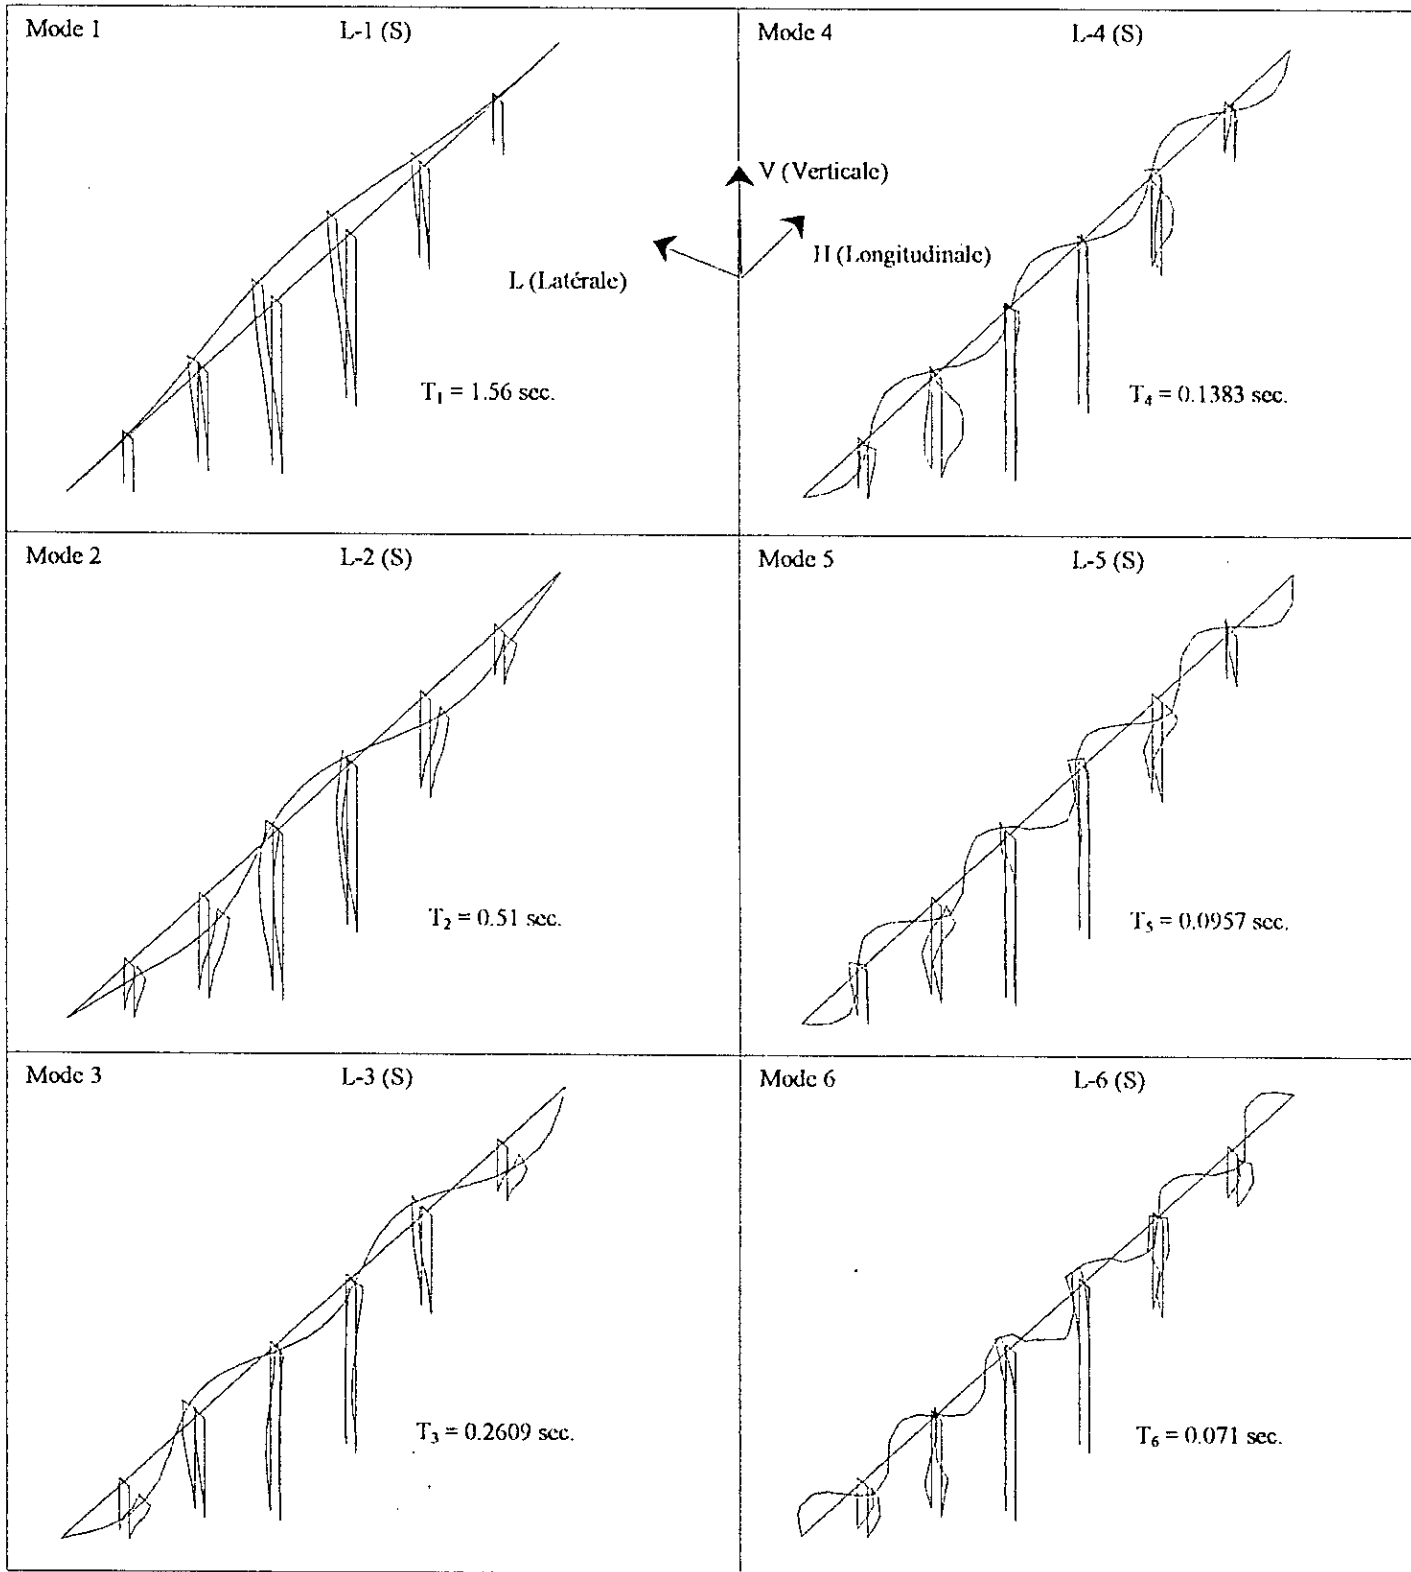 Mode 1 L-1 (S)
T1 = 1.56 sec.
Mode 4 L-4 (S)
V (Verticale)
H (Longitudinale)
L (Latérale)
T4 = 0.1383 sec.
Mode 2 L-2 (S)
T2 = 0.51 sec.
Mode 5 L-5 (S)
T5 = 0.0957 sec.
Mode 3 L-3 (S)
T3 = 0.2609 sec.
Mode 6 L-6 (S)
T6 = 0.071 sec.